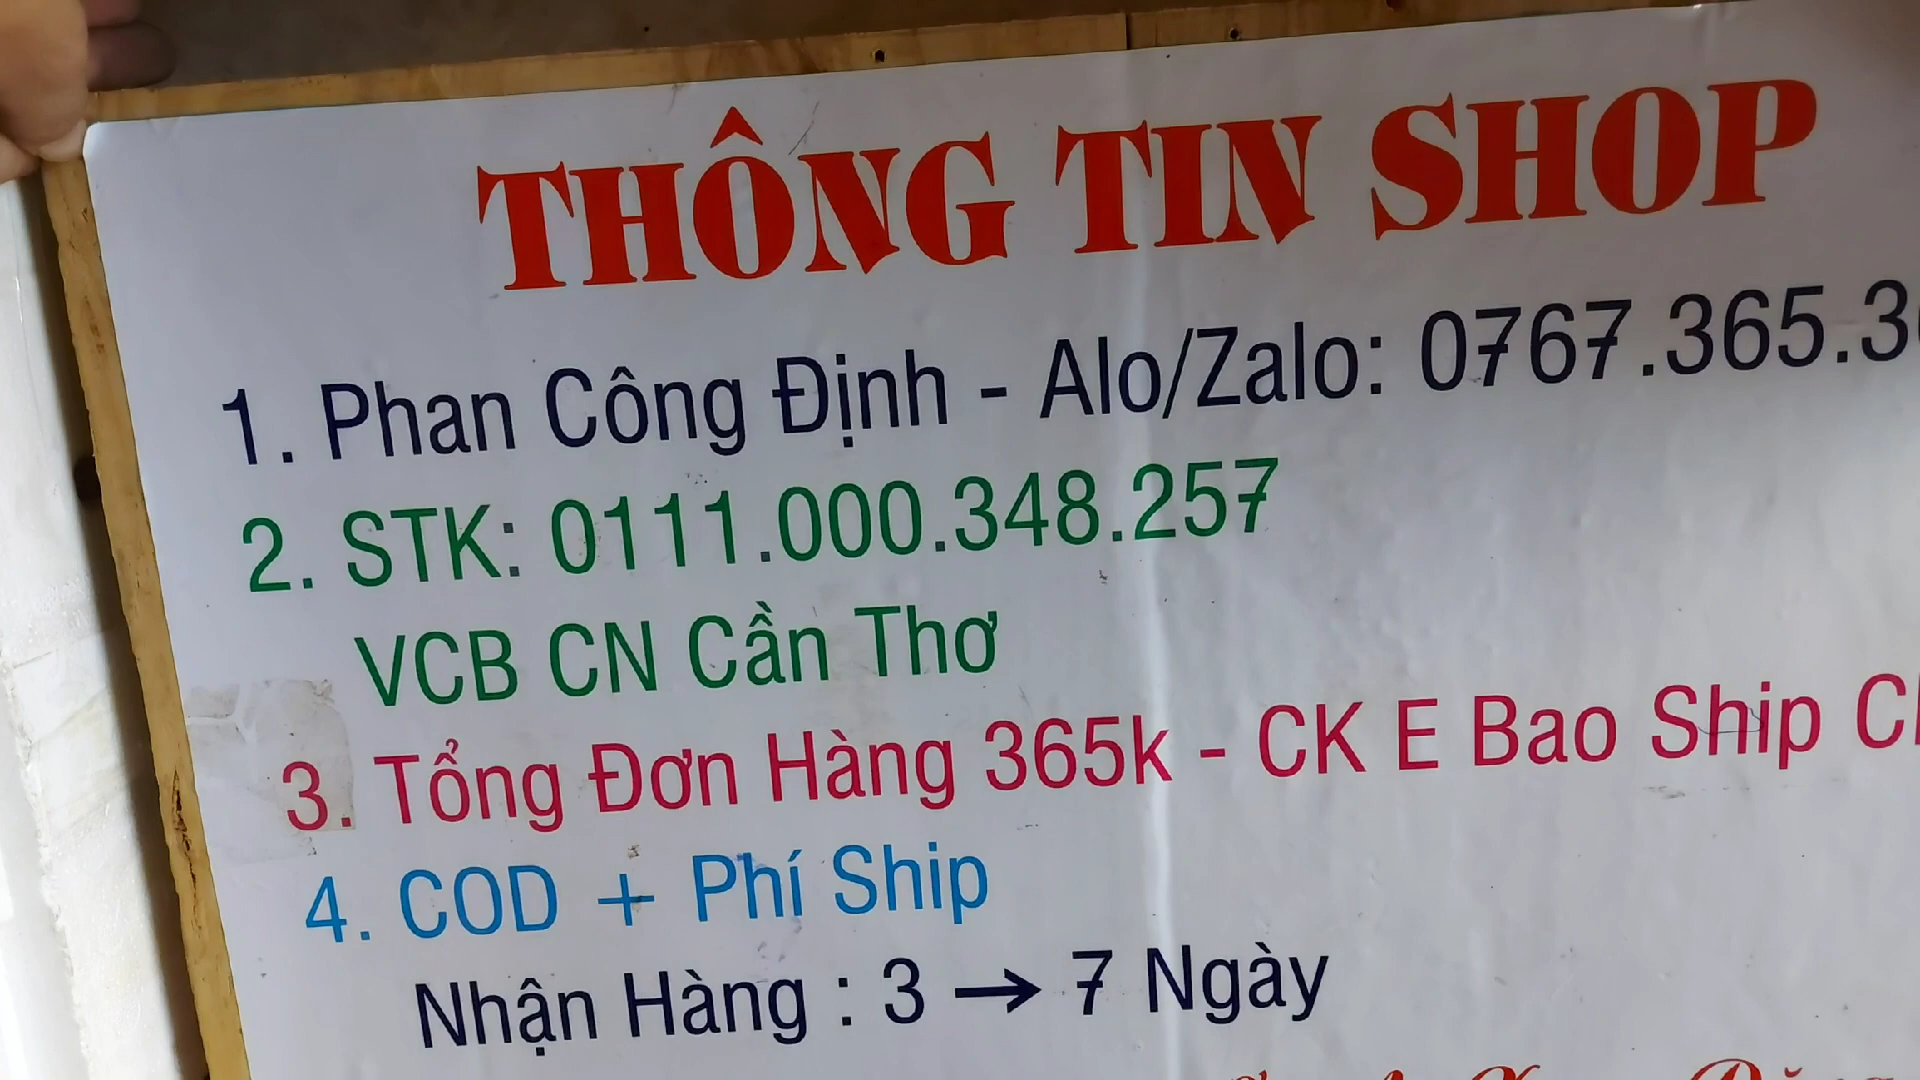 THÔNG TIN SHOP
1. Phan Công Định - Alo/Zalo: 0767.365.3
2. STK: 0111.000.348.257
VCB CN Cần Thơ
3. Tổng Đơn Hàng 365k - CK E Bao Ship
4. COD + Phí Ship
Nhận Hàng : 3 → 7 Ngày